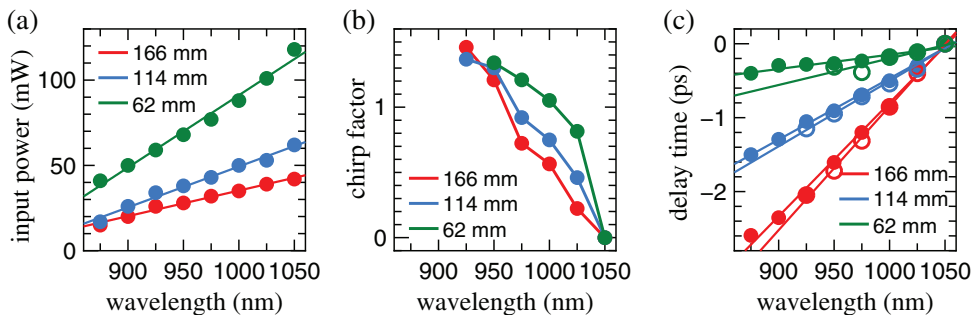 (a)
input power (mW)
100
50
0
166 mm
114 mm
62 mm
900
950
1000
1050
wavelength (nm)
(b)
chirp factor
1
0
166 mm
114 mm
62 mm
900
950
1000
1050
wavelength (nm)
(c)
delay time (ps)
0
−1
−2
166 mm
114 mm
62 mm
900
950
1000
1050
wavelength (nm)